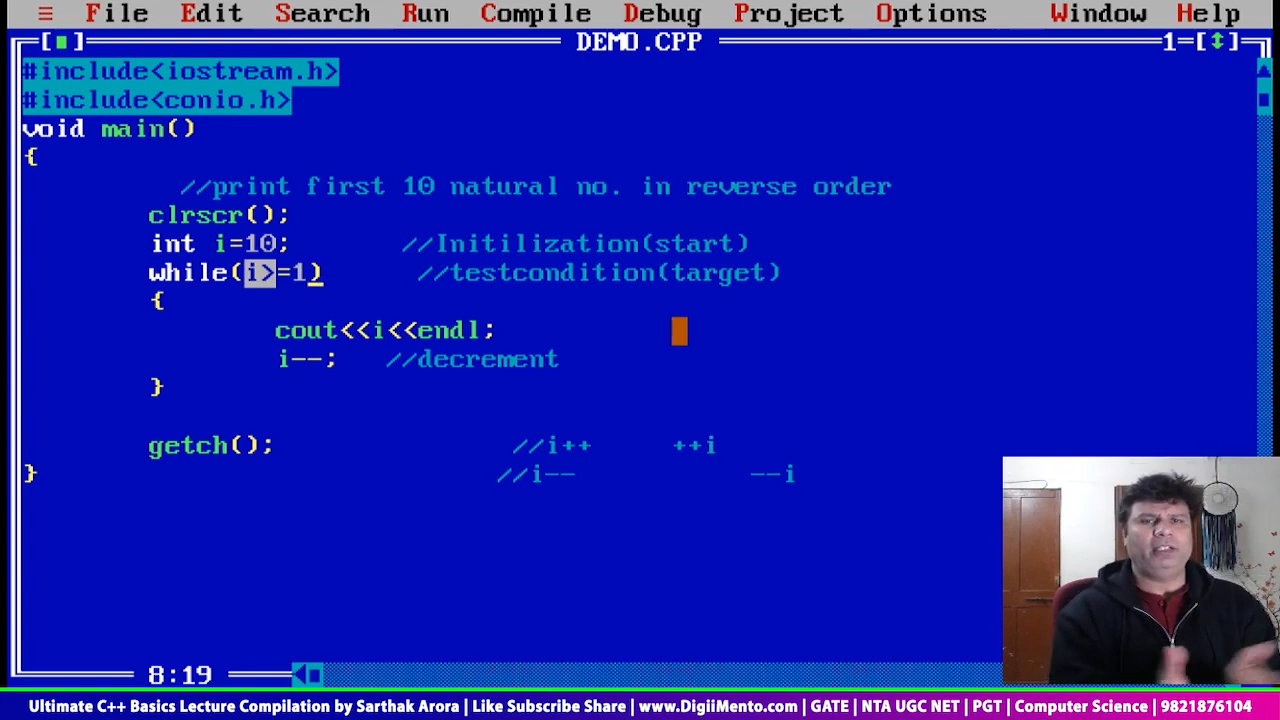 ≡ File Edit Search Run Compile Debug Project Options Window Help
[■] DEMO.CPP 1=[↕]
#include<iostream.h>
#include<conio.h>
void main()
{
//print first 10 natural no. in reverse order
clrscr();
int i=10; //Initilization(start)
while(i>=1) //testcondition(target)
{
cout<<i<<endl;
i--; //decrement
}
getch(); //i++ ++i
} //i-- --i
8:19
Ultimate C++ Basics Lecture Compilation by Sarthak Arora | Like Subscribe Share | www.DigiiMento.com | GATE | NTA UGC NET | PGT | Computer Science | 9821876104